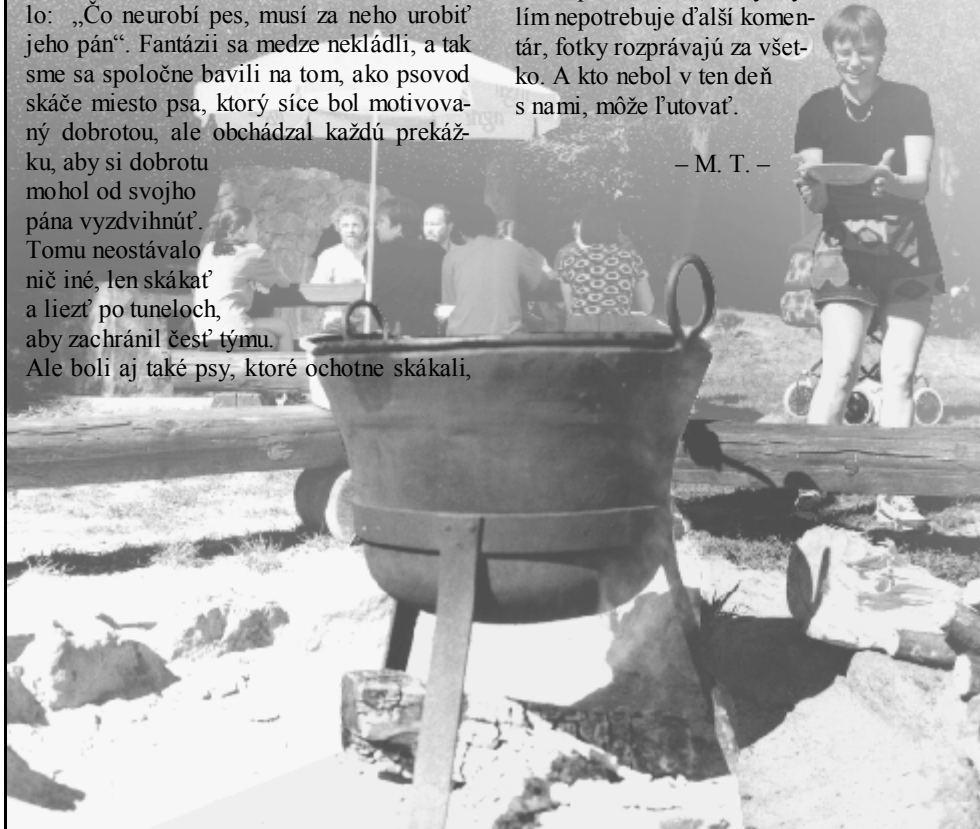 lo: „Čo neurobí pes, musí za neho urobiť
jeho pán“. Fantázii sa medze nekládli, a tak
sme sa spoločne bavili na tom, ako psovod
skáče miesto psa, ktorý síce bol motivova-
ný dobrotou, ale obchádzal každú prekáž-
ku, aby si dobrotu
mohol od svojho
pána vyzdvihnúť.
Tomu neostávalo
nič iné, len skákať
a liezť po tuneloch,
aby zachránil česť týmu.
Ale boli aj také psy, ktoré ochotne skákali,
lím nepotrebuje ďalší komen-
tár, fotky rozprávajú za všet-
ko. A kto nebol v ten deň
s nami, môže ľutovať.
– M. T. –